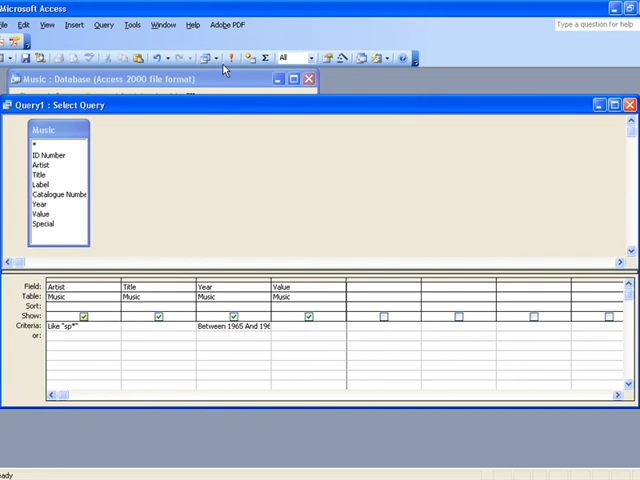 Microsoft Access
File Edit View Insert Query Tools Window Help Adobe PDF
Type a question for help
Σ All
Music : Database (Access 2000 file format)
Query1 : Select Query
Music
*
ID Number
Artist
Title
Label
Catalogue Numbe
Year
Value
Special
Field: Artist Title Year Value
Table: Music Music Music Music
Sort:
Show:
Criteria: Like "sp*" Between 1965 And 196
or:
eady